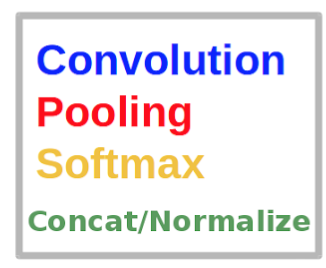 Convolution
Pooling
Softmax
Concat/Normalize